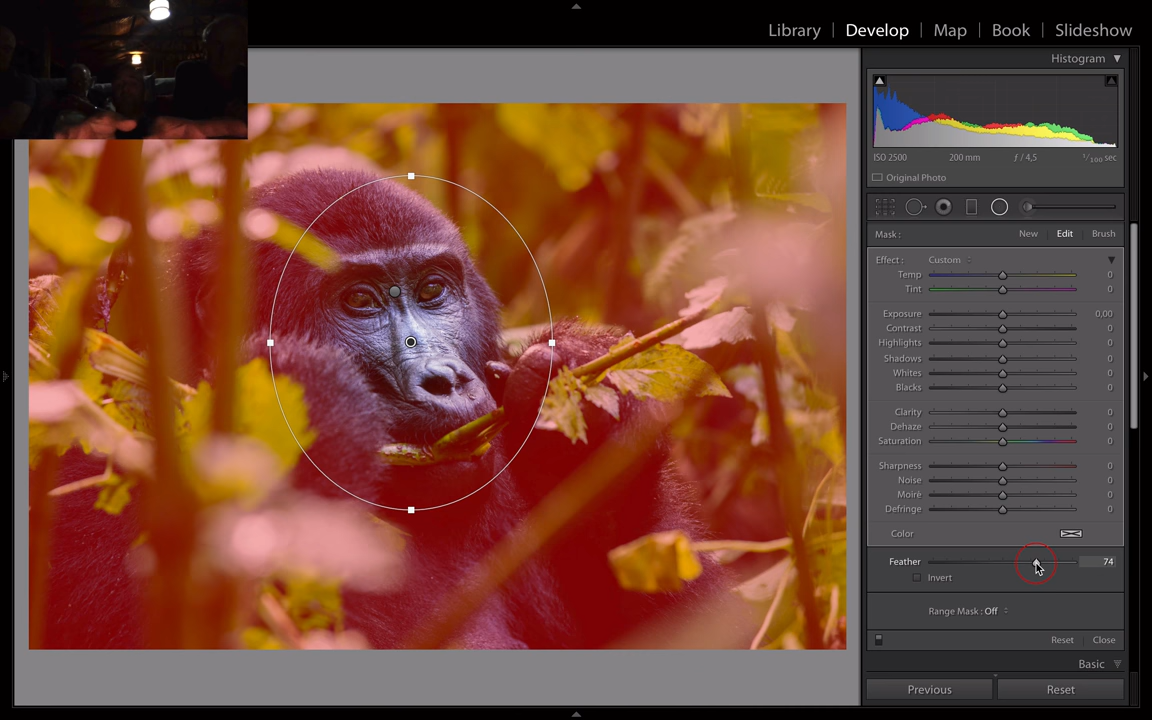 Library | Develop | Map | Book | Slideshow
Histogram
ISO 2500 200 mm ƒ / 4,5 1/100 sec
Original Photo
Mask : New Edit Brush
Effect : Custom
Temp 0
Tint 0
Exposure 0,00
Contrast 0
Highlights 0
Shadows 0
Whites 0
Blacks 0
Clarity 0
Dehaze 0
Saturation 0
Sharpness 0
Noise 0
Moiré 0
Defringe 0
Color
Feather 74
Invert
Range Mask : Off
Reset Close
Basic
Previous Reset